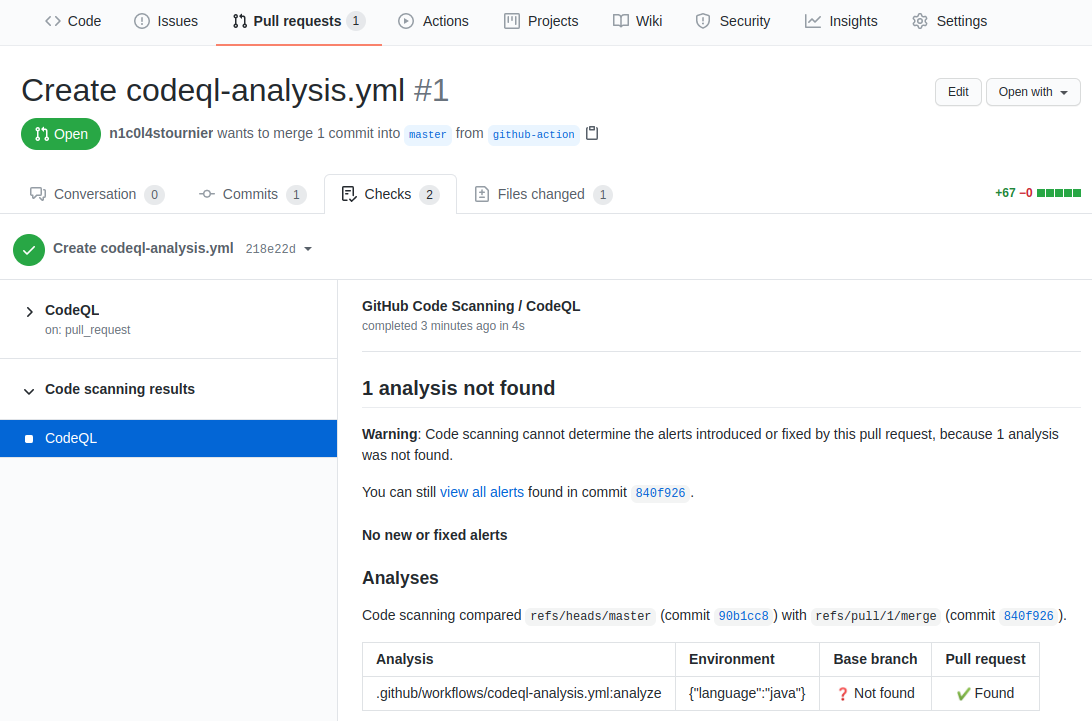 Code Issues Pull requests 1 Actions Projects Wiki Security Insights Settings
Create codeql-analysis.yml #1
Edit Open with
Open n1c0l4stournier wants to merge 1 commit into master from github-action
Conversation 0 Commits 1 Checks 2 Files changed 1 +67 −0
Create codeql-analysis.yml 218e22d
CodeQL
on: pull_request
Code scanning results
CodeQL
GitHub Code Scanning / CodeQL
completed 3 minutes ago in 4s
1 analysis not found
Warning: Code scanning cannot determine the alerts introduced or fixed by this pull request, because 1 analysis
was not found.
You can still view all alerts found in commit 840f926.
No new or fixed alerts
Analyses
Code scanning compared refs/heads/master (commit 90b1cc8) with refs/pull/1/merge (commit 840f926).
Analysis Environment Base branch Pull request
.github/workflows/codeql-analysis.yml:analyze {"language":"java"} ❓ Not found ✔ Found